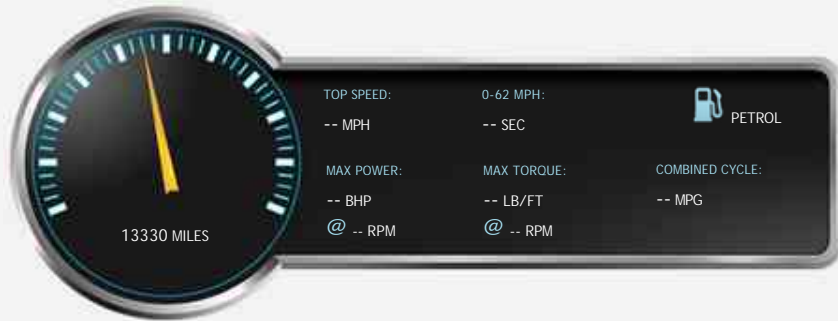 TOP SPEED:
0-62 MPH:
-- MPH
-- SEC
PETROL
MAX POWER:
MAX TORQUE:
COMBINED CYCLE:
-- BHP
-- LB/FT
-- MPG
@ -- RPM
@ -- RPM
13330 MILES